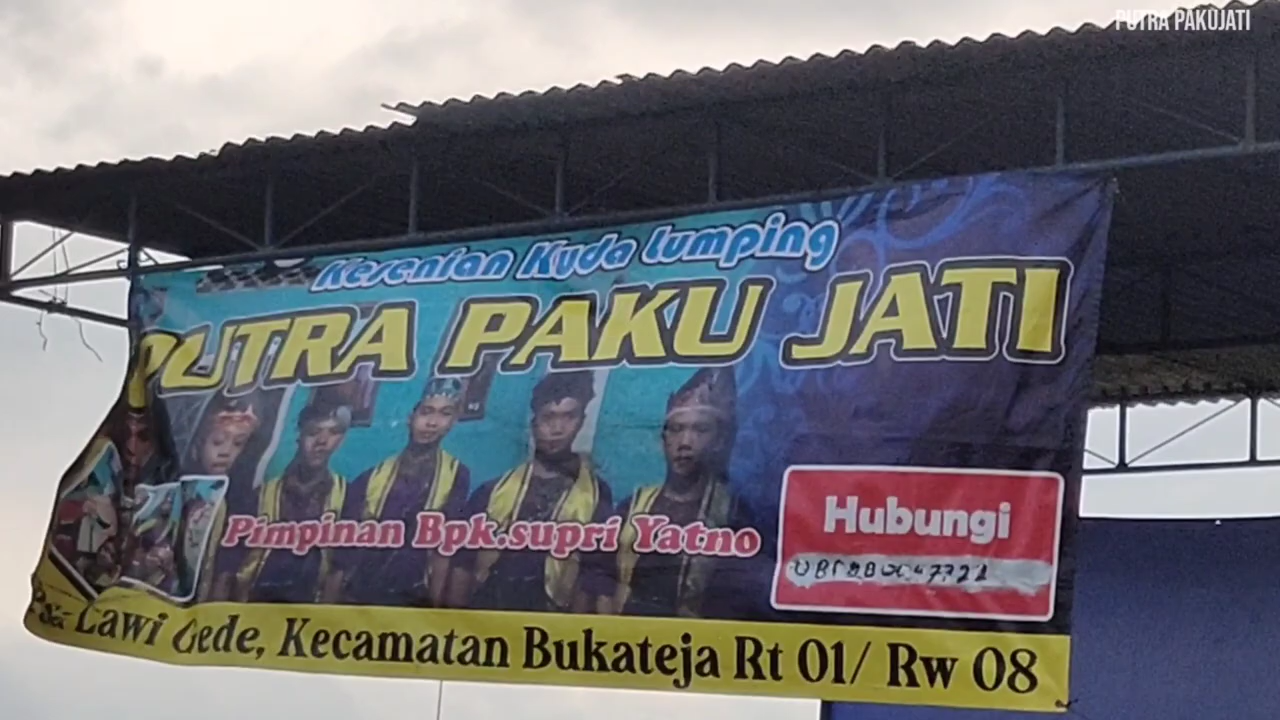 PUTRA PAKUJATI
Kesenian Kuda Lumping
PUTRA PAKU JATI
Pimpinan Bpk.supri Yatno
Hubungi
Lawi Gede, Kecamatan Bukateja Rt 01/ Rw 08